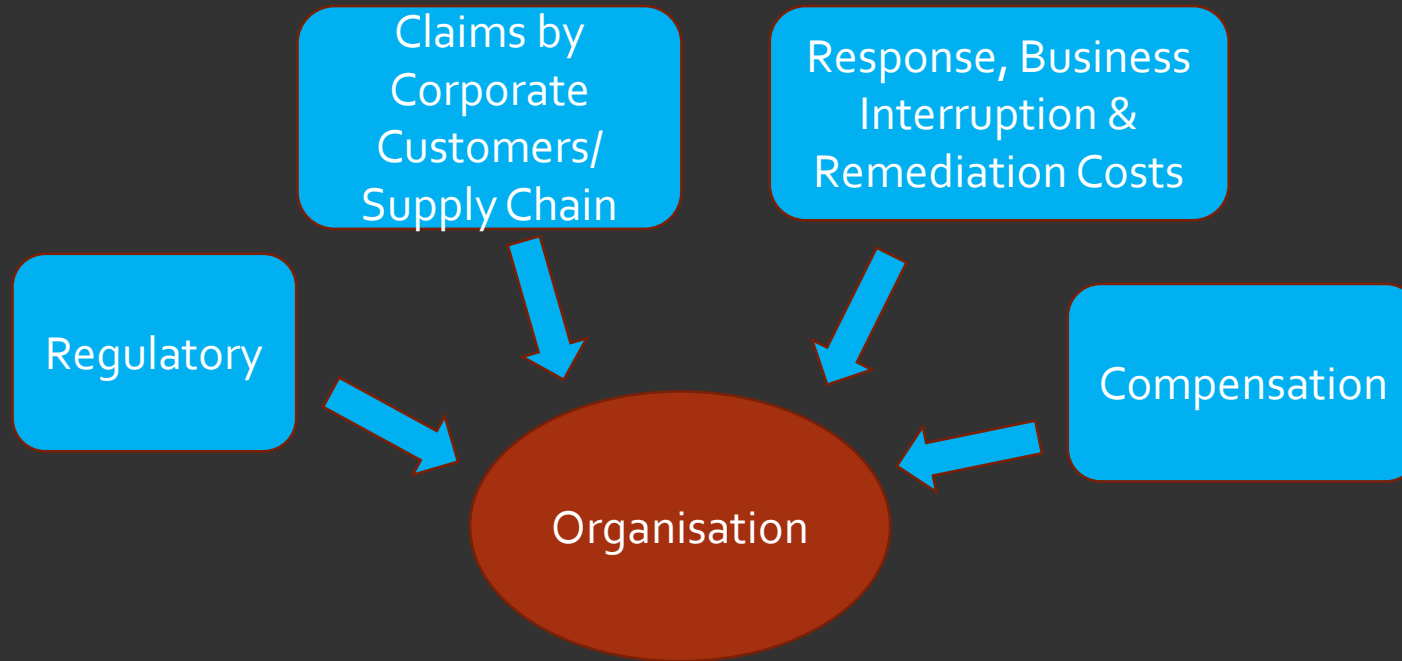 Claims by
Corporate
Customers/
Supply Chain
Response, Business
Interruption &
Remediation Costs
Regulatory
Compensation
Organisation